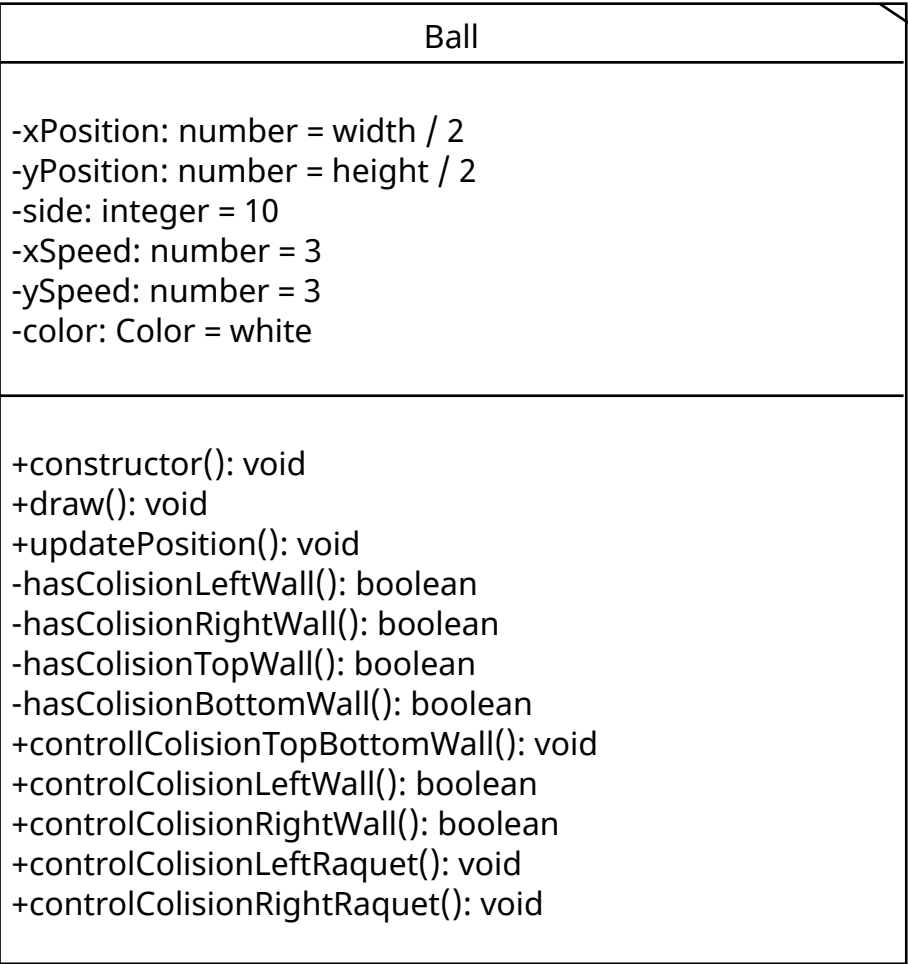 Ball
-xPosition: number = width / 2
-yPosition: number = height / 2
-side: integer = 10
-xSpeed: number = 3
-ySpeed: number = 3
-color: Color = white
+constructor(): void
+draw(): void
+updatePosition(): void
-hasColisionLeftWall(): boolean
-hasColisionRightWall(): boolean
-hasColisionTopWall(): boolean
-hasColisionBottomWall(): boolean
+controllColisionTopBottomWall(): void
+controlColisionLeftWall(): boolean
+controlColisionRightWall(): boolean
+controlColisionLeftRaquet(): void
+controlColisionRightRaquet(): void